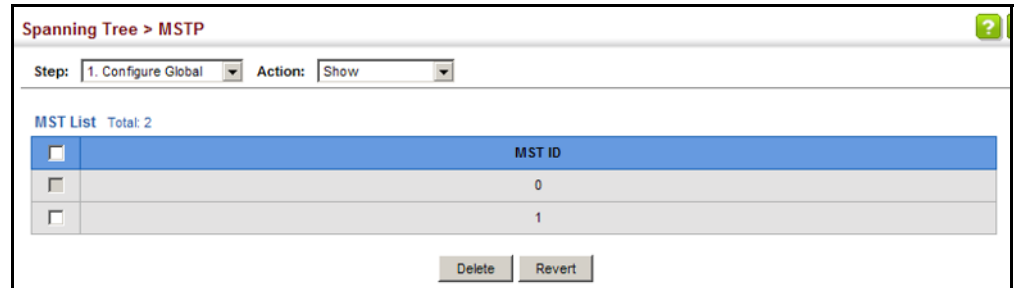 Spanning Tree > MSTP ?
Step: 1. Configure Global Action: Show
MST List Total: 2
MST ID
0
1
Delete Revert